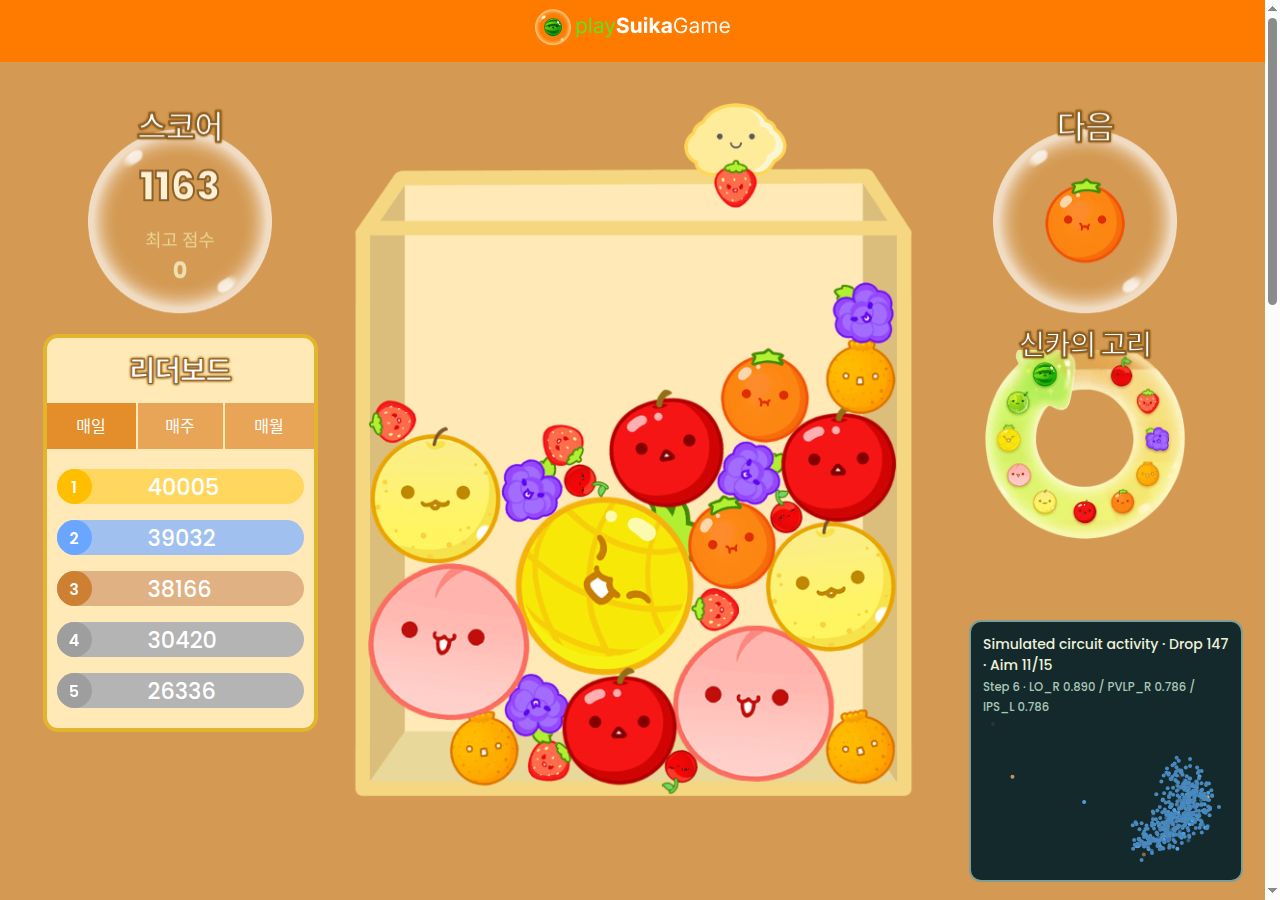 playSuikaGame
스코어
1163
최고 점수
0
다음
신카의 고리
리더보드
매일 매주 매월
1 40005
2 39032
3 38166
4 30420
5 26336
Simulated circuit activity · Drop 147
· Aim 11/15
Step 6 · LO_R 0.890 / PVLP_R 0.786 /
IPS_L 0.786